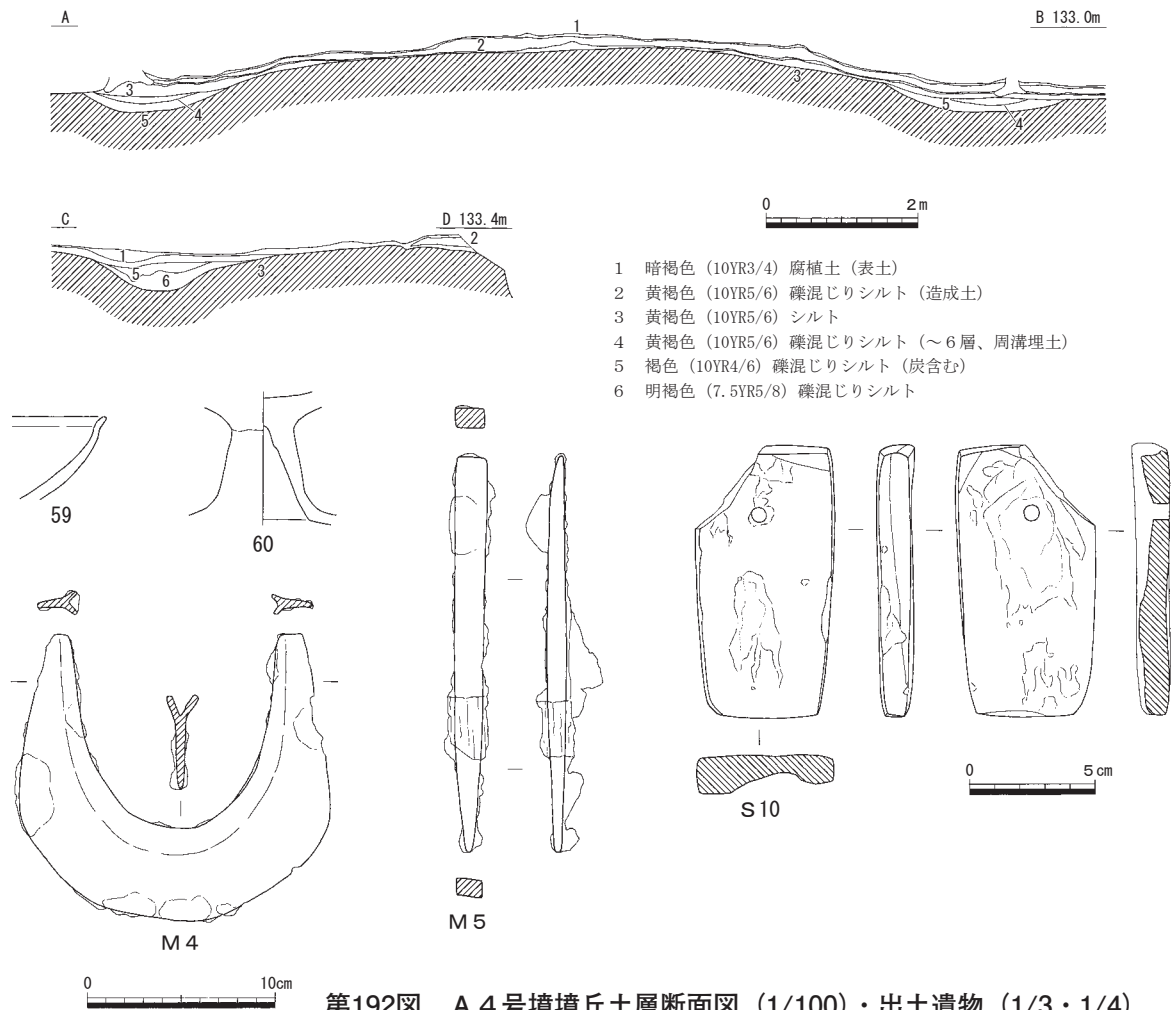 A
B 133.0m
1
2
3
3
4
5
5
4
C
D 133.4m
1
2
3
5
6
0 2m
1 暗褐色（10YR3/4）腐植土（表土）
2 黄褐色（10YR5/6）礫混じりシルト（造成土）
3 黄褐色（10YR5/6）シルト
4 黄褐色（10YR5/6）礫混じりシルト（～６層、周溝埋土）
5 褐色（10YR4/6）礫混じりシルト（炭含む）
6 明褐色（7.5YR5/8）礫混じりシルト
59
60
M 4
M 5
S 10
0 5cm
0 10cm
第192図 A４号墳墳丘土層断面図（1/100）・出土遺物（1/3・1/4）